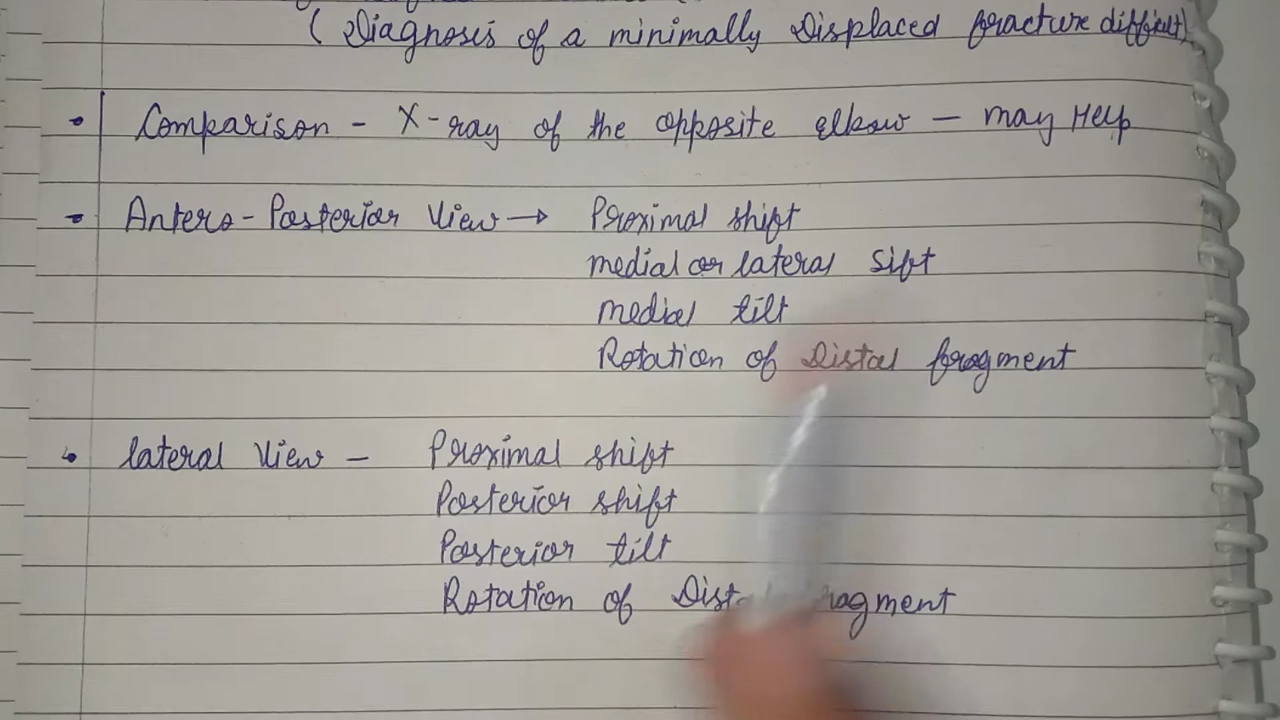 (Diagnosis of a minimally Displaced fracture difficult)
Comparison - X-ray of the opposite elbow - may Help
Antero-Posterior View → Proximal shift
medial or lateral sift
medial tilt
Rotation of Distal fragment
lateral View - Proximal shift
Posterior shift
Posterior tilt
Rotation of